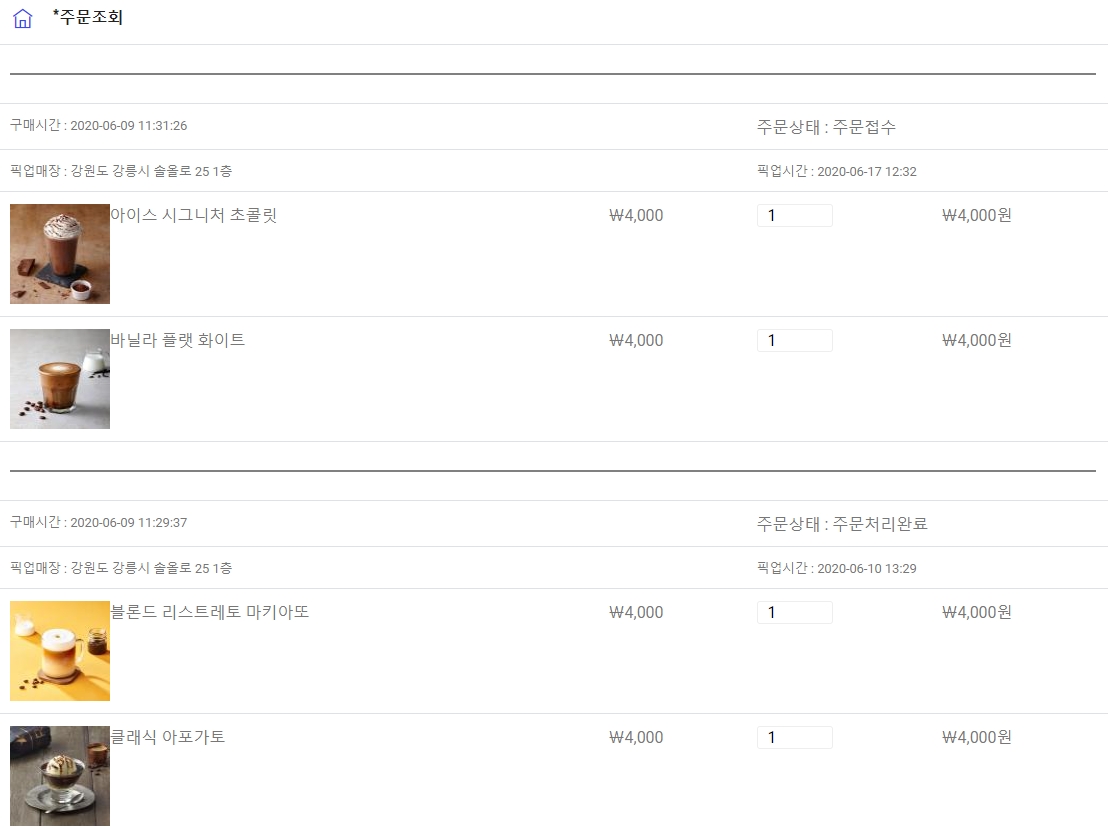 *주문조회
구매시간 : 2020-06-09 11:31:26 주문상태 : 주문접수
픽업매장 : 강원도 강릉시 솔올로 25 1층 픽업시간 : 2020-06-17 12:32
아이스 시그니처 초콜릿 ₩4,000 1 ₩4,000원
바닐라 플랫 화이트 ₩4,000 1 ₩4,000원
구매시간 : 2020-06-09 11:29:37 주문상태 : 주문처리완료
픽업매장 : 강원도 강릉시 솔올로 25 1층 픽업시간 : 2020-06-10 13:29
블론드 리스트레토 마키아또 ₩4,000 1 ₩4,000원
클래식 아포가토 ₩4,000 1 ₩4,000원